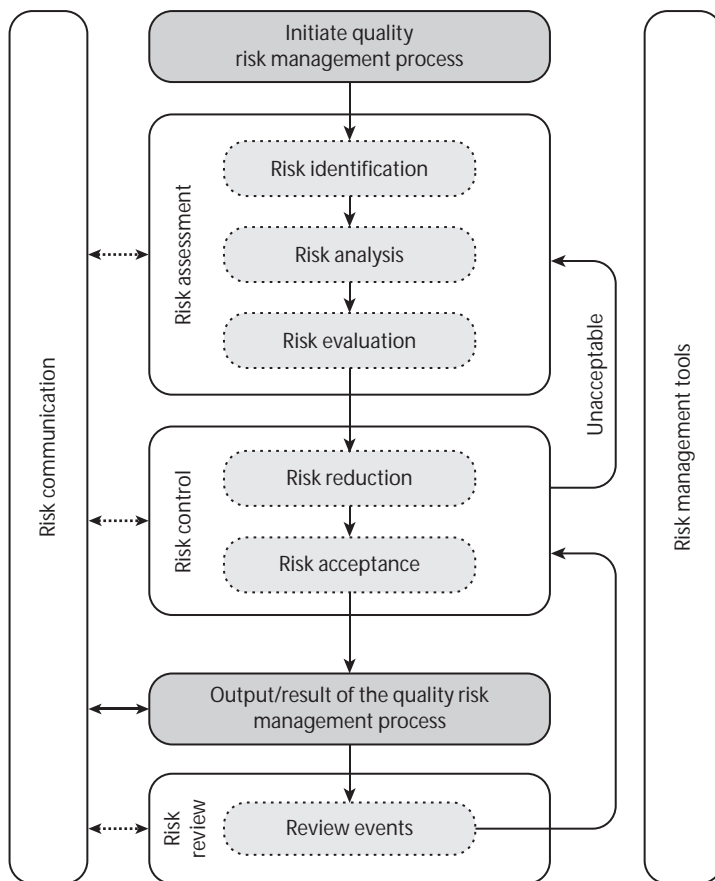 Initiate quality
risk management process
Risk communication
Risk assessment
Risk identification
Risk analysis
Risk evaluation
Unacceptable
Risk management tools
Risk control
Risk reduction
Risk acceptance
Output/result of the quality risk
management process
Risk
review
Review events